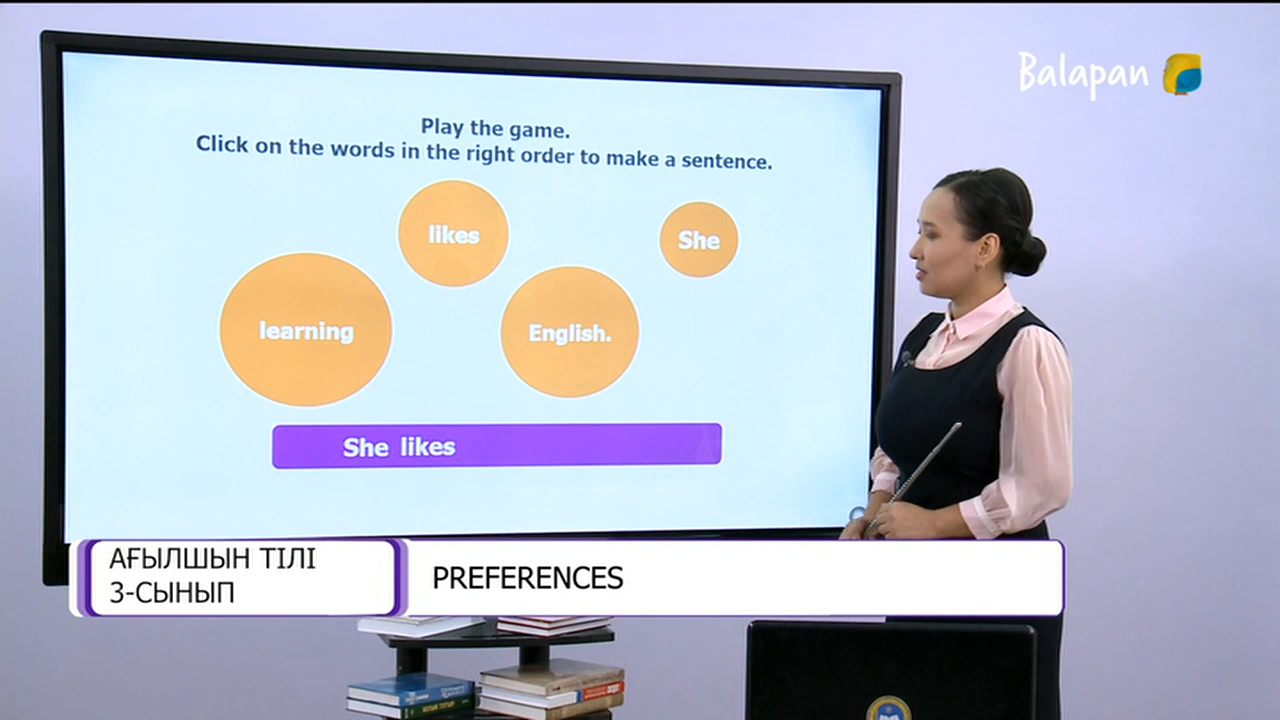 Balapan
Play the game.
Click on the words in the right order to make a sentence.
likes
She
learning
English.
She likes
АҒЫЛШЫН ТІЛІ
3-СЫНЫП
PREFERENCES